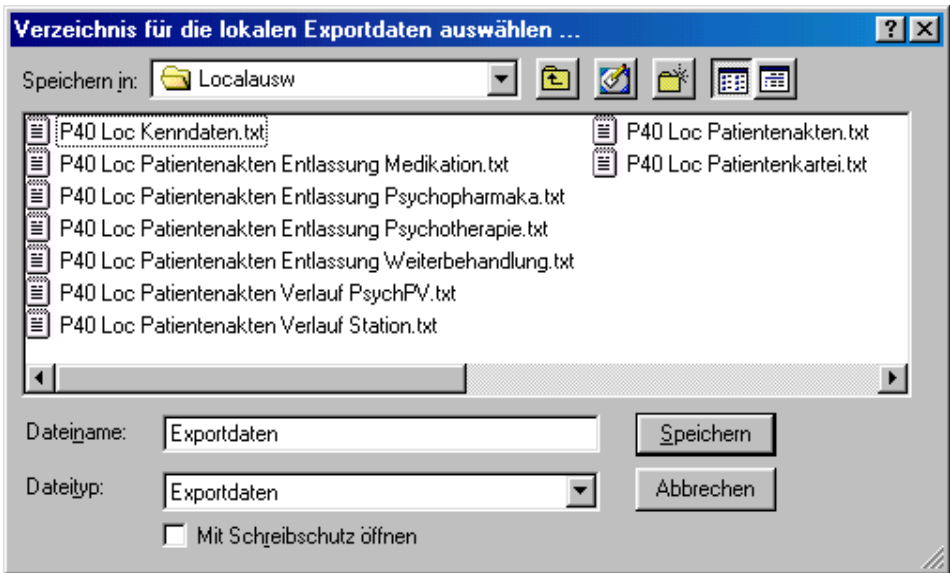 Verzeichnis für die lokalen Exportdaten auswählen ...
Speichern in: Localausw
P40 Loc Kenndaten.txt
P40 Loc Patientenakten Entlassung Medikation.txt
P40 Loc Patientenakten Entlassung Psychopharmaka.txt
P40 Loc Patientenakten Entlassung Psychotherapie.txt
P40 Loc Patientenakten Entlassung Weiterbehandlung.txt
P40 Loc Patientenakten Verlauf PsychPV.txt
P40 Loc Patientenakten Verlauf Station.txt
P40 Loc Patientenakten.txt
P40 Loc Patientenkartei.txt
Dateiname: Exportdaten Speichern
Dateityp: Exportdaten Abbrechen
Mit Schreibschutz öffnen